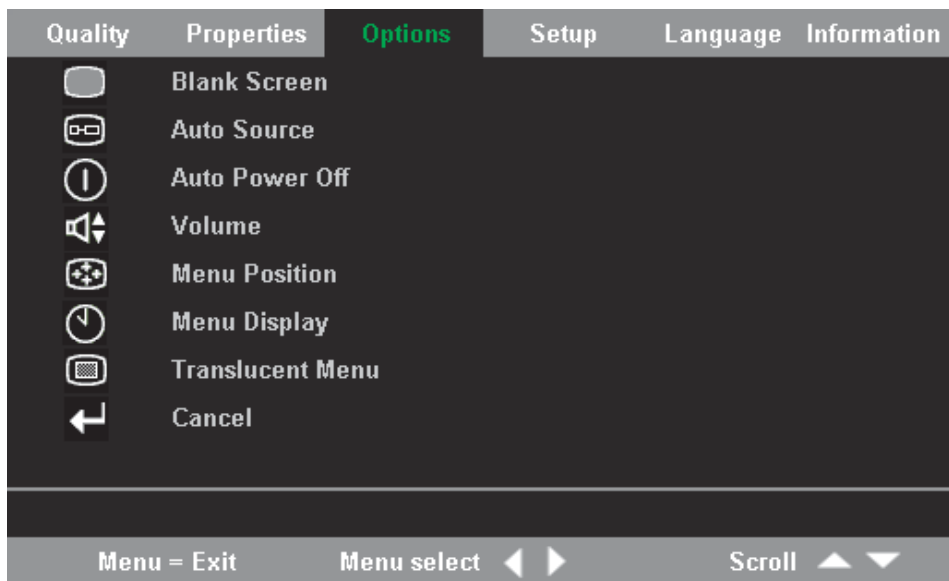 Quality Properties Options Setup Language Information
Blank Screen
Auto Source
Auto Power Off
Volume
Menu Position
Menu Display
Translucent Menu
Cancel
Menu = Exit Menu select Scroll